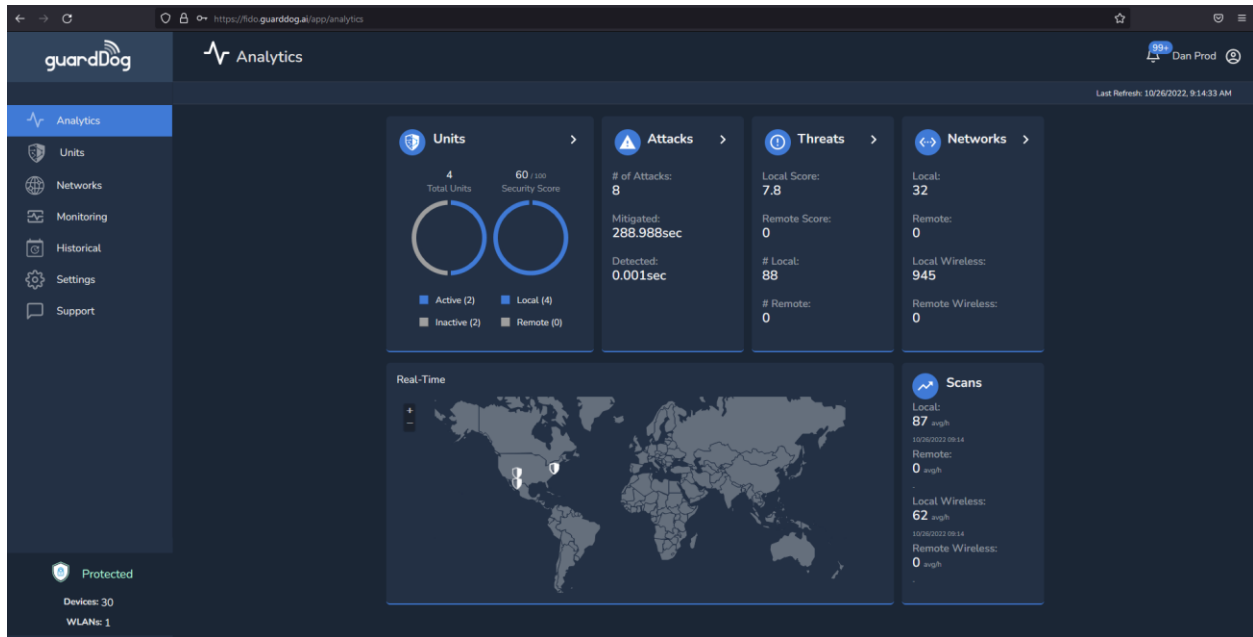 https://fido.guarddog.ai/app/analytics
guardDog
Analytics
99+
Dan Prod
Last Refresh: 10/26/2022, 9:14:33 AM
Analytics
Units
Networks
Monitoring
Historical
Settings
Support
Protected
Devices: 30
WLANs: 1
Units
4
Total Units
60 / 100
Security Score
Active (2)
Local (4)
Inactive (2)
Remote (0)
Attacks
# of Attacks:
8
Mitigated:
288.988sec
Detected:
0.001sec
Threats
Local Score:
7.8
Remote Score:
0
# Local:
88
# Remote:
0
Networks
Local:
32
Remote:
0
Local Wireless:
945
Remote Wireless:
0
Real-Time
+
−
Scans
Local:
87 avg/h
10/26/2022 09:14
Remote:
0 avg/h
-
Local Wireless:
62 avg/h
10/26/2022 09:14
Remote Wireless:
0 avg/h
-